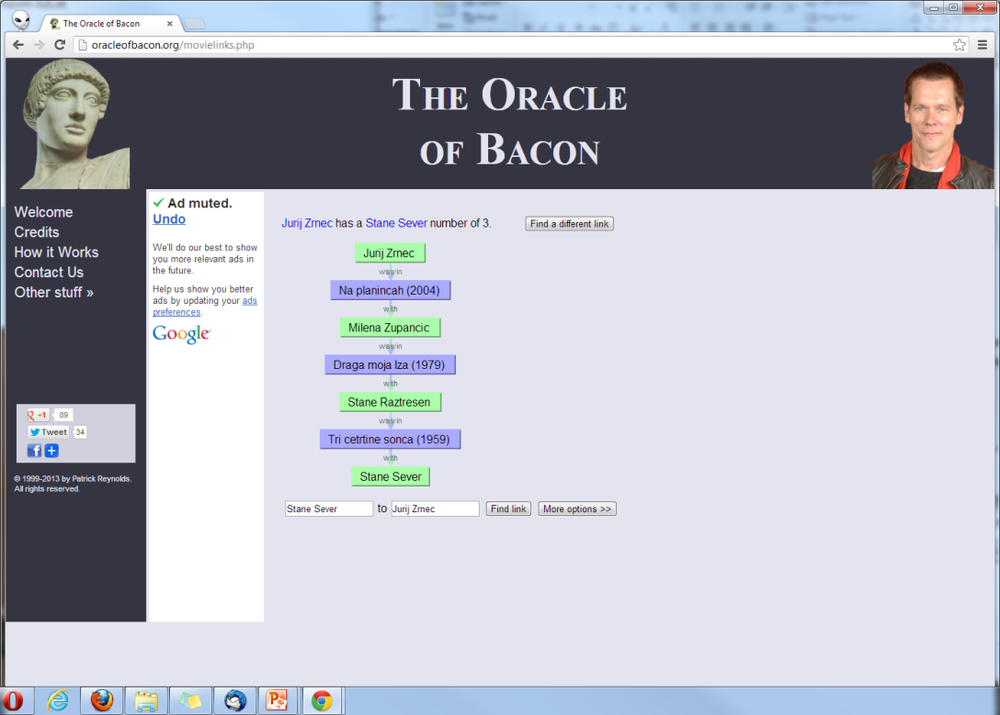 The Oracle of Bacon
oracleofbacon.org/movielinks.php
The Oracle
of Bacon
Welcome
Credits
How it Works
Contact Us
Other stuff »
g +1 89
Tweet 34
© 1999-2013 by Patrick Reynolds.
All rights reserved.
Ad muted.
Undo
We'll do our best to show
you more relevant ads in
the future.
Help us show you better
ads by updating your ads
preferences.
Google
Jurij Zrnec has a Stane Sever number of 3. Find a different link
Jurij Zrnec
was in
Na planincah (2004)
with
Milena Zupancic
was in
Draga moja Iza (1979)
with
Stane Raztresen
was in
Tri cetrtine sonca (1959)
with
Stane Sever
Stane Sever to Jurij Zrnec Find link More options >>